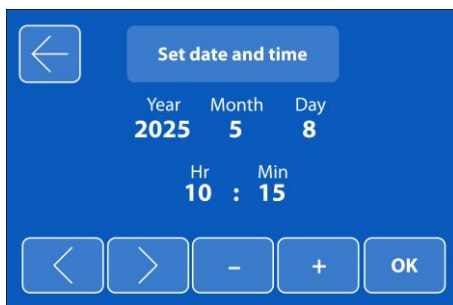 Set date and time
Year Month Day
2025 5 8
Hr Min
10 : 15
- + OK